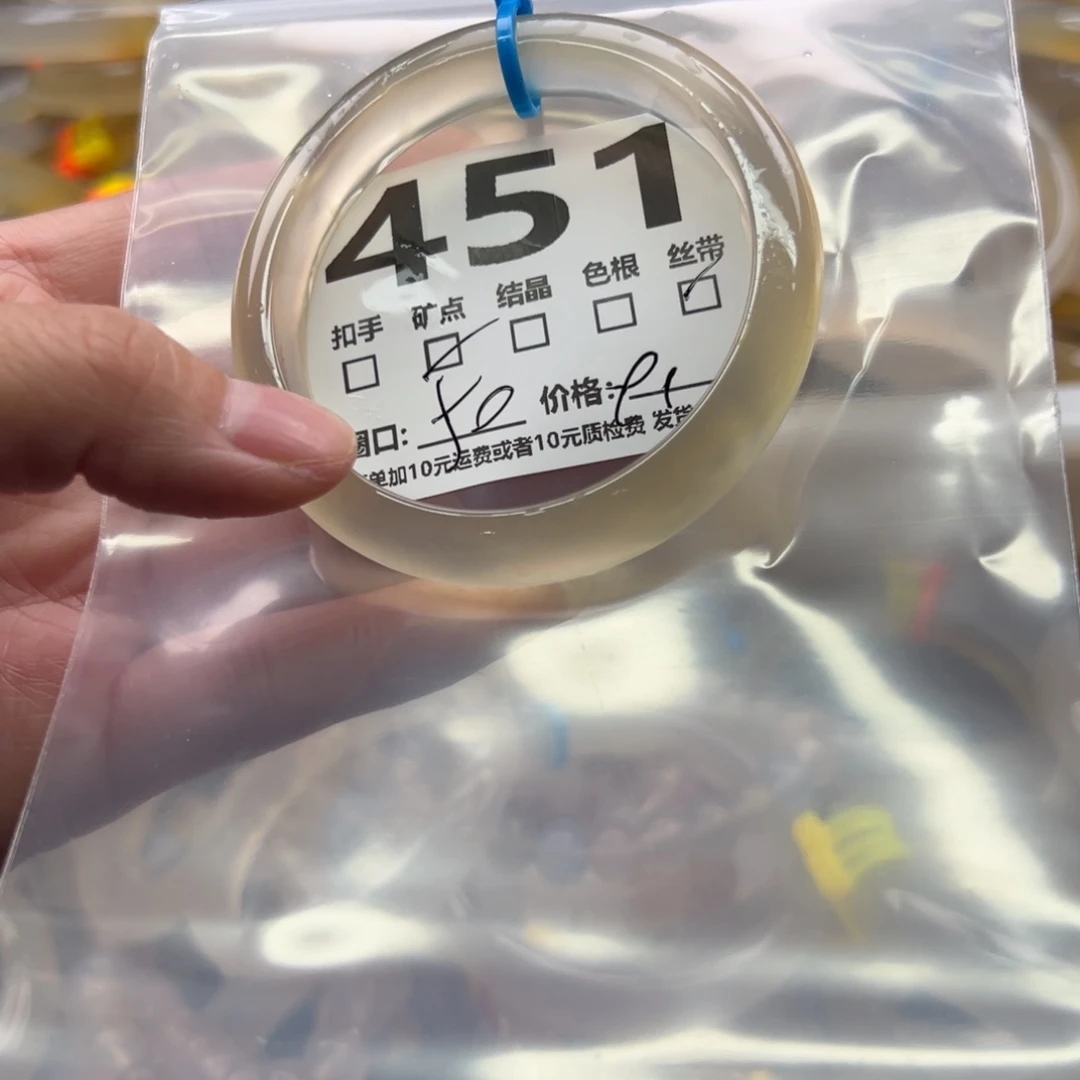 451
扣手 矿点 结晶 色根 丝带
圈口: 价格:
单加10元运费或者10元质检费 发货